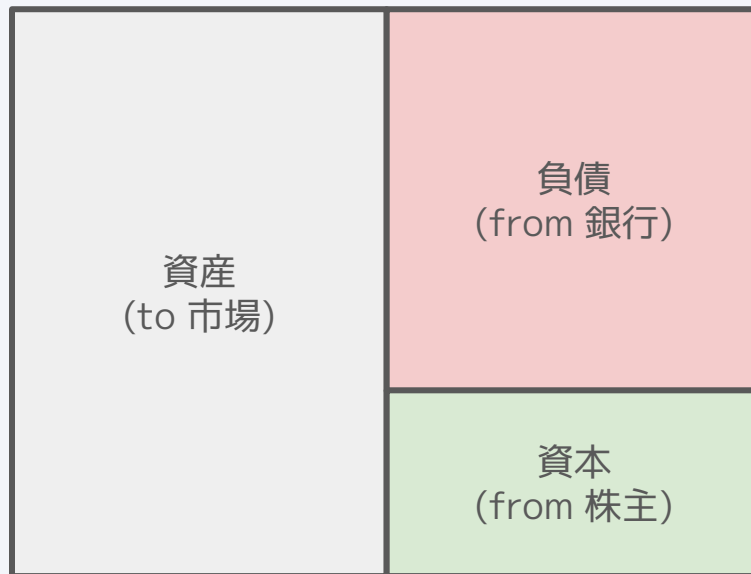 資産
(to 市場)
負債
(from 銀行)
資本
(from 株主)